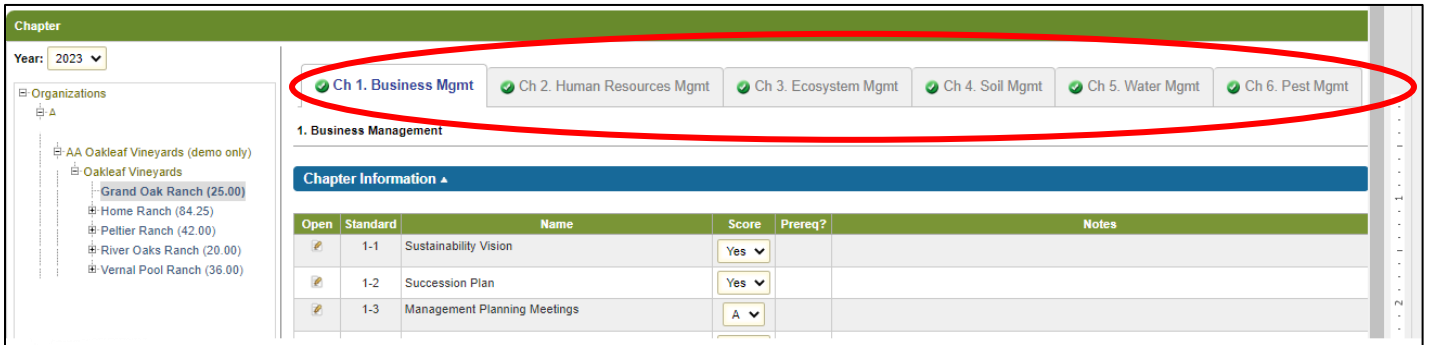 Chapter
Year: 2023
Organizations
A
AA Oakleaf Vineyards (demo only)
Oakleaf Vineyards
Grand Oak Ranch (25.00)
Home Ranch (84.25)
Peltier Ranch (42.00)
River Oaks Ranch (20.00)
Vernal Pool Ranch (36.00)
Ch 1. Business Mgmt Ch 2. Human Resources Mgmt Ch 3. Ecosystem Mgmt Ch 4. Soil Mgmt Ch 5. Water Mgmt Ch 6. Pest Mgmt
1. Business Management
Chapter Information
Open Standard Name Score Prereq? Notes
1-1 Sustainability Vision Yes
1-2 Succession Plan Yes
1-3 Management Planning Meetings A
1
2